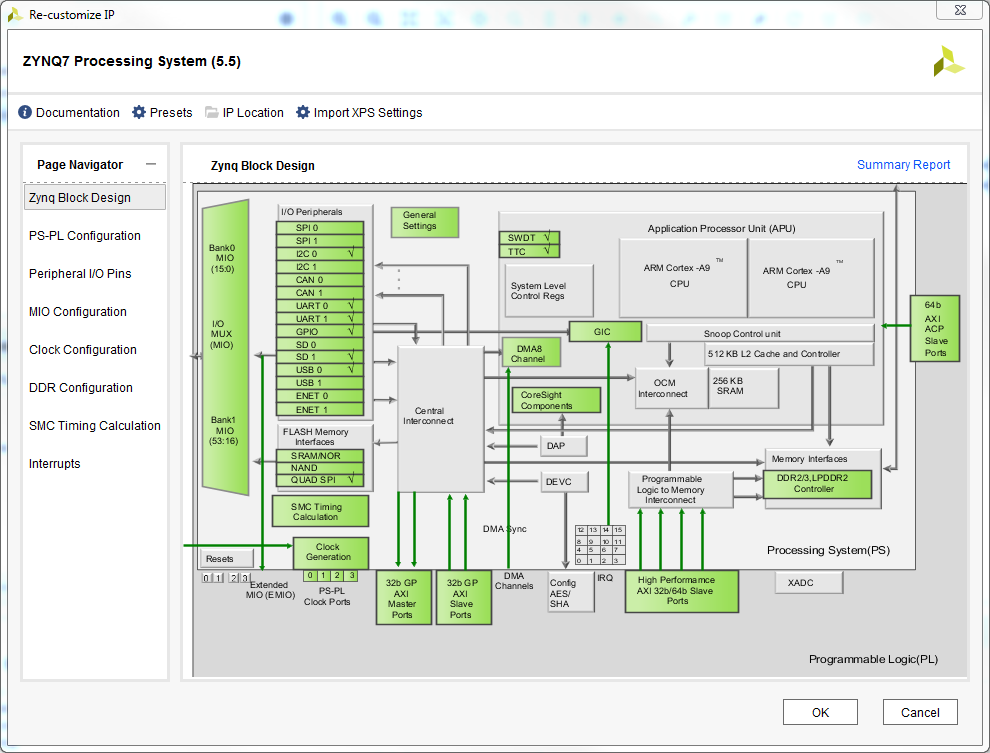 Re-customize IP
ZYNQ7 Processing System (5.5)
Documentation
Presets
IP Location
Import XPS Settings
Page Navigator
Zynq Block Design
PS-PL Configuration
Peripheral I/O Pins
MIO Configuration
Clock Configuration
DDR Configuration
SMC Timing Calculation
Interrupts
Zynq Block Design
Summary Report
Bank0
MIO
(15:0)
I/O
MUX
(MIO)
Bank1
MIO
(53:16)
I/O Peripherals
SPI 0
SPI 1
I2C 0 √
I2C 1
CAN 0
CAN 1
UART 0 √
UART 1 √
GPIO √
SD 0
SD 1 √
USB 0 √
USB 1
ENET 0
ENET 1
FLASH Memory
Interfaces
SRAM/NOR
NAND
QUAD SPI √
SMC Timing
Calculation
Clock
Generation
0 1 2 3
PS-PL
Clock Ports
Resets
0 1 2 3
Extended
MIO (EMIO)
General
Settings
Central
Interconnect
32b GP
AXI
Master
Ports
32b GP
AXI
Slave
Ports
Application Processor Unit (APU)
SWDT √
TTC √
System Level
Control Regs
ARM Cortex -A9 TM
CPU
ARM Cortex -A9 TM
CPU
GIC
Snoop Control unit
DMA8
Channel
512 KB L2 Cache and Controller
OCM
Interconnect
256 KB
SRAM
CoreSight
Components
DAP
DEVC
DMA Sync
DMA
Channels
Config
AES/
SHA
12 13 14 15
8 9 10 11
4 5 6 7
0 1 2 3
IRQ
Programmable
Logic to Memory
Interconnect
Memory Interfaces
DDR2/3,LPDDR2
Controller
High Performamce
AXI 32b/64b Slave
Ports
64b
AXI
ACP
Slave
Ports
Processing System(PS)
XADC
Programmable Logic(PL)
OK
Cancel